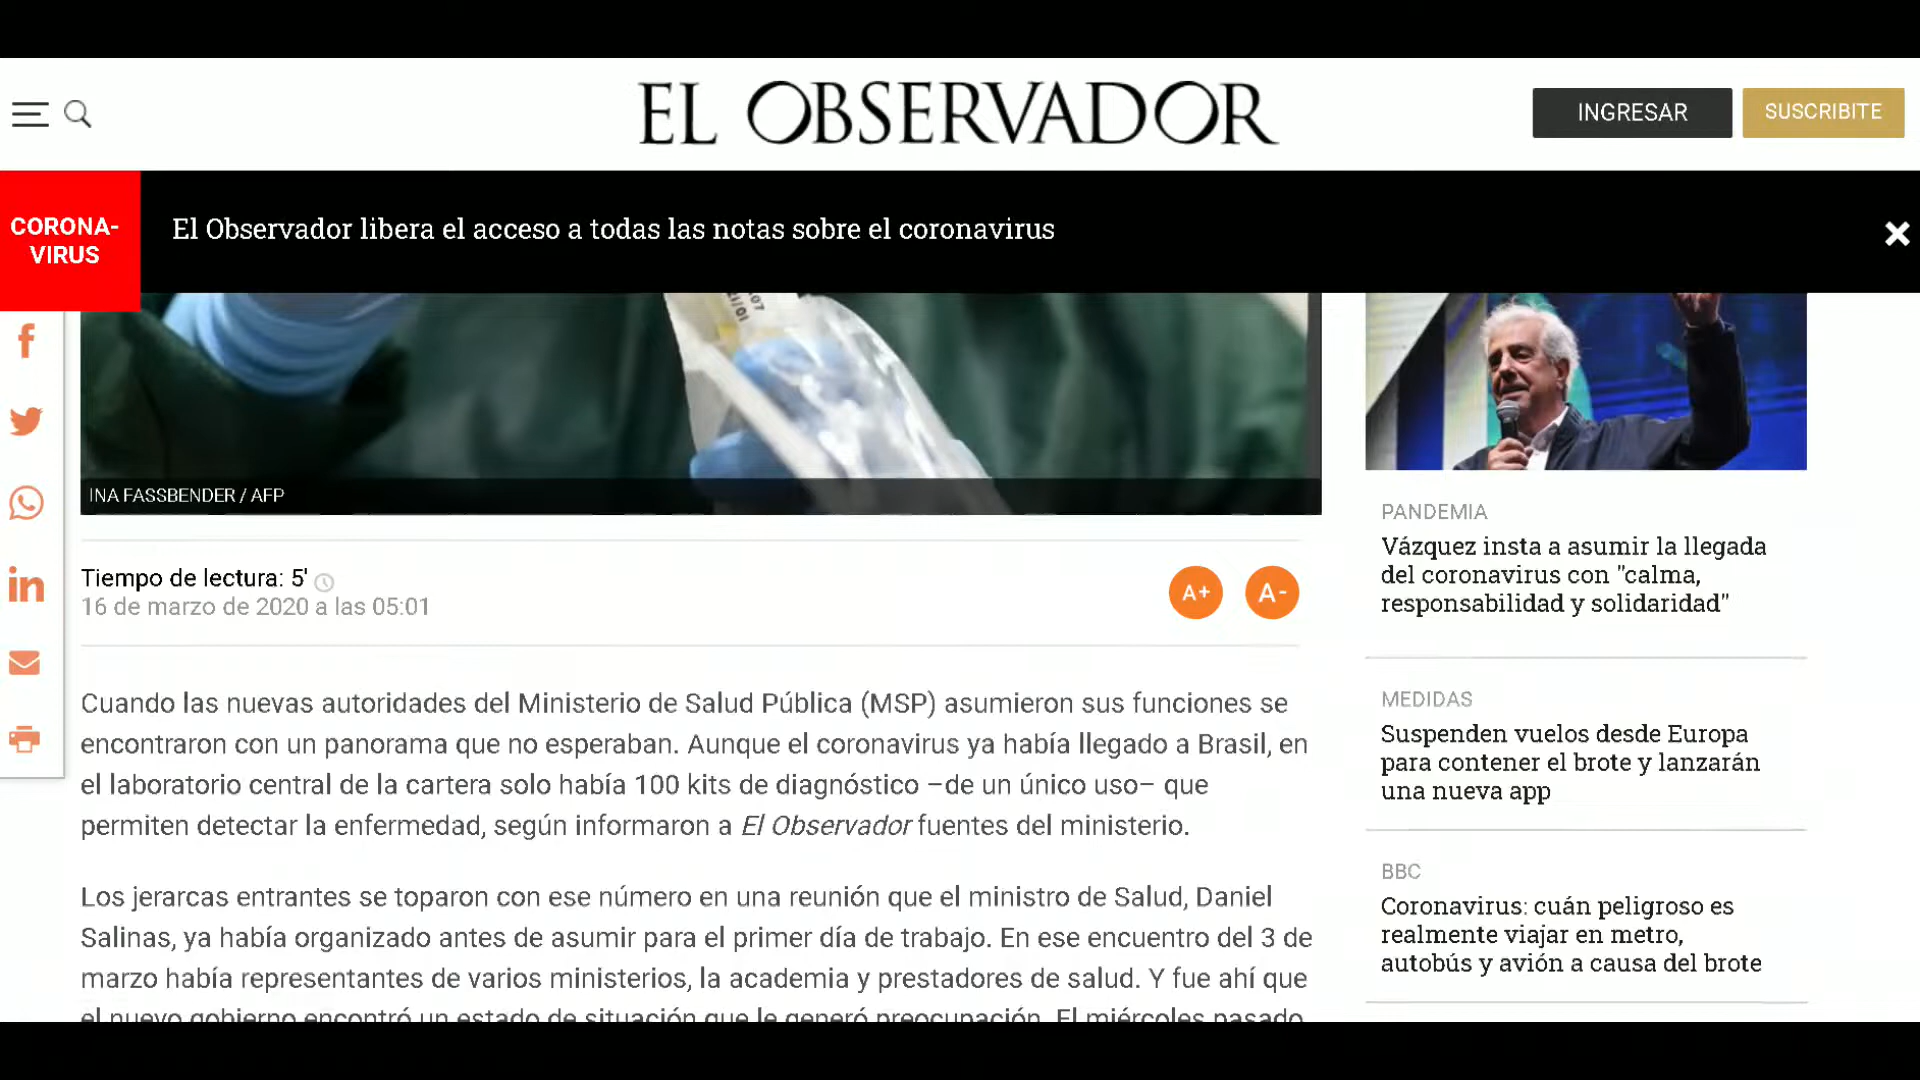 EL OBSERVADOR
INGRESAR
SUSCRIBITE
CORONA-
VIRUS
El Observador libera el acceso a todas las notas sobre el coronavirus
INA FASSBENDER / AFP
Tiempo de lectura: 5'
16 de marzo de 2020 a las 05:01
A+
A-
Cuando las nuevas autoridades del Ministerio de Salud Pública (MSP) asumieron sus funciones se
encontraron con un panorama que no esperaban. Aunque el coronavirus ya había llegado a Brasil, en
el laboratorio central de la cartera solo había 100 kits de diagnóstico –de un único uso– que
permiten detectar la enfermedad, según informaron a El Observador fuentes del ministerio.
Los jerarcas entrantes se toparon con ese número en una reunión que el ministro de Salud, Daniel
Salinas, ya había organizado antes de asumir para el primer día de trabajo. En ese encuentro del 3 de
marzo había representantes de varios ministerios, la academia y prestadores de salud. Y fue ahí que
el nuevo gobierno encontró un estado de situación que le generó preocupación. El miércoles pasado
PANDEMIA
Vázquez insta a asumir la llegada
del coronavirus con "calma,
responsabilidad y solidaridad"
MEDIDAS
Suspenden vuelos desde Europa
para contener el brote y lanzarán
una nueva app
BBC
Coronavirus: cuán peligroso es
realmente viajar en metro,
autobús y avión a causa del brote